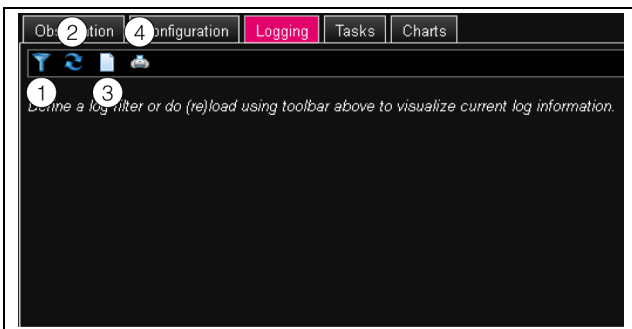 Configuration Logging Tasks Charts
2 4
1 3
a log filter or do (re)load using toolbar above to visualize current log information.